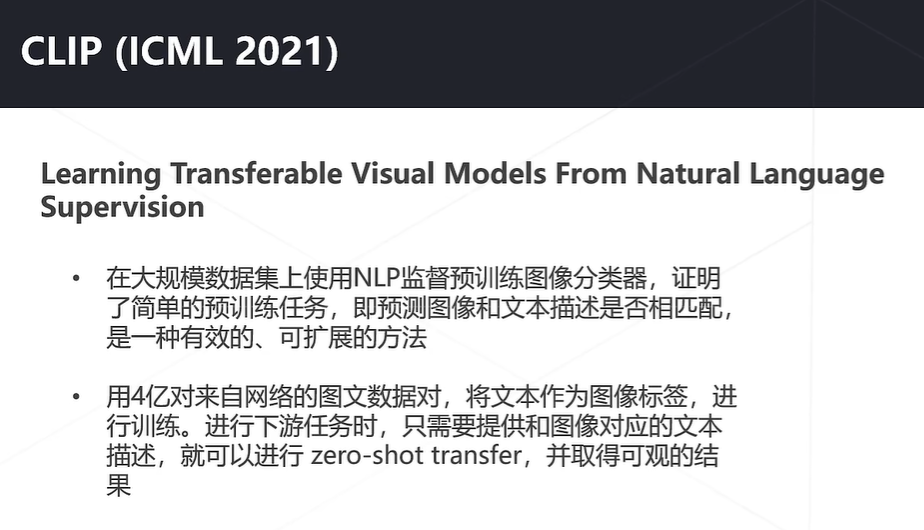 CLIP (ICML 2021)
Learning Transferable Visual Models From Natural Language
Supervision
• 在大规模数据集上使用NLP监督预训练图像分类器，证明
了简单的预训练任务，即预测图像和文本描述是否相匹配，
是一种有效的、可扩展的方法
• 用4亿对来自网络的图文数据对，将文本作为图像标签，进
行训练。进行下游任务时，只需要提供和图像对应的文本
描述，就可以进行 zero-shot transfer，并取得可观的结
果